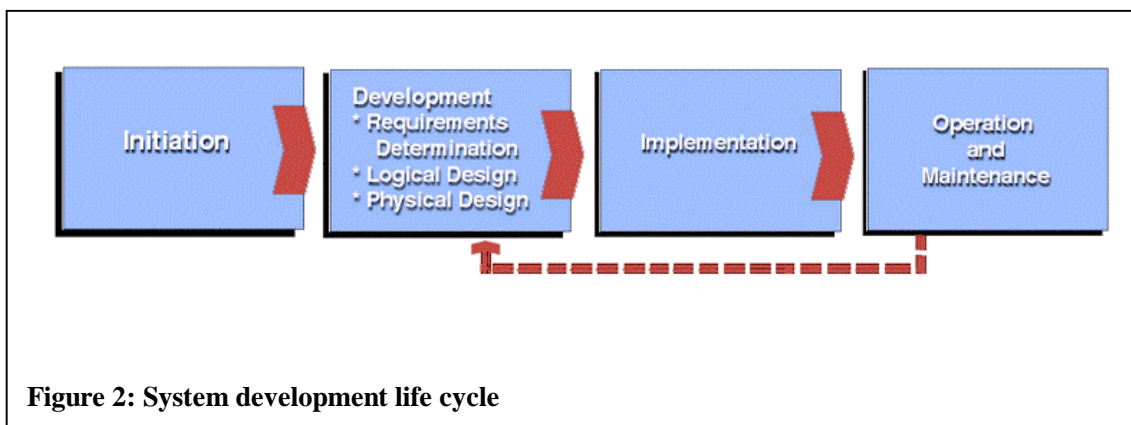 Initiation
Development
* Requirements
Determination
* Logical Design
* Physical Design
Implementation
Operation
and
Maintenance
Figure 2: System development life cycle